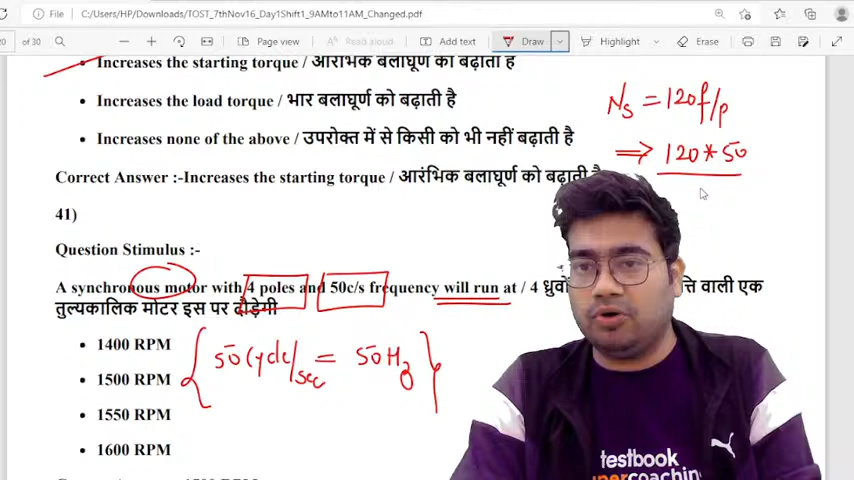 File
C:/Users/HP/Downloads/TOST_7thNov16_Day1Shift1_9AMto11AM_Changed.pdf
20 of 30
Page view
Read aloud
Add text
Draw
Highlight
Erase
• Increases the starting torque / आरंभिक बलाघूर्ण को बढ़ाती है
• Increases the load torque / भार बलाघूर्ण को बढ़ाती है
• Increases none of the above / उपरोक्त में से किसी को भी नहीं बढ़ाती है
Correct Answer :-Increases the starting torque / आरंभिक बलाघूर्ण को बढ़ाती है
Ns = 120f/p
⇒ 120*50
41)
Question Stimulus :-
A synchronous motor with 4 poles and 50c/s frequency will run at / 4 ध्रुवों वाली एक
तुल्यकालिक मोटर इस पर दौड़ेगी
• 1400 RPM
• 1500 RPM
• 1550 RPM
• 1600 RPM
{50 Cycle/sec = 50Hz}
testbook
supercoaching